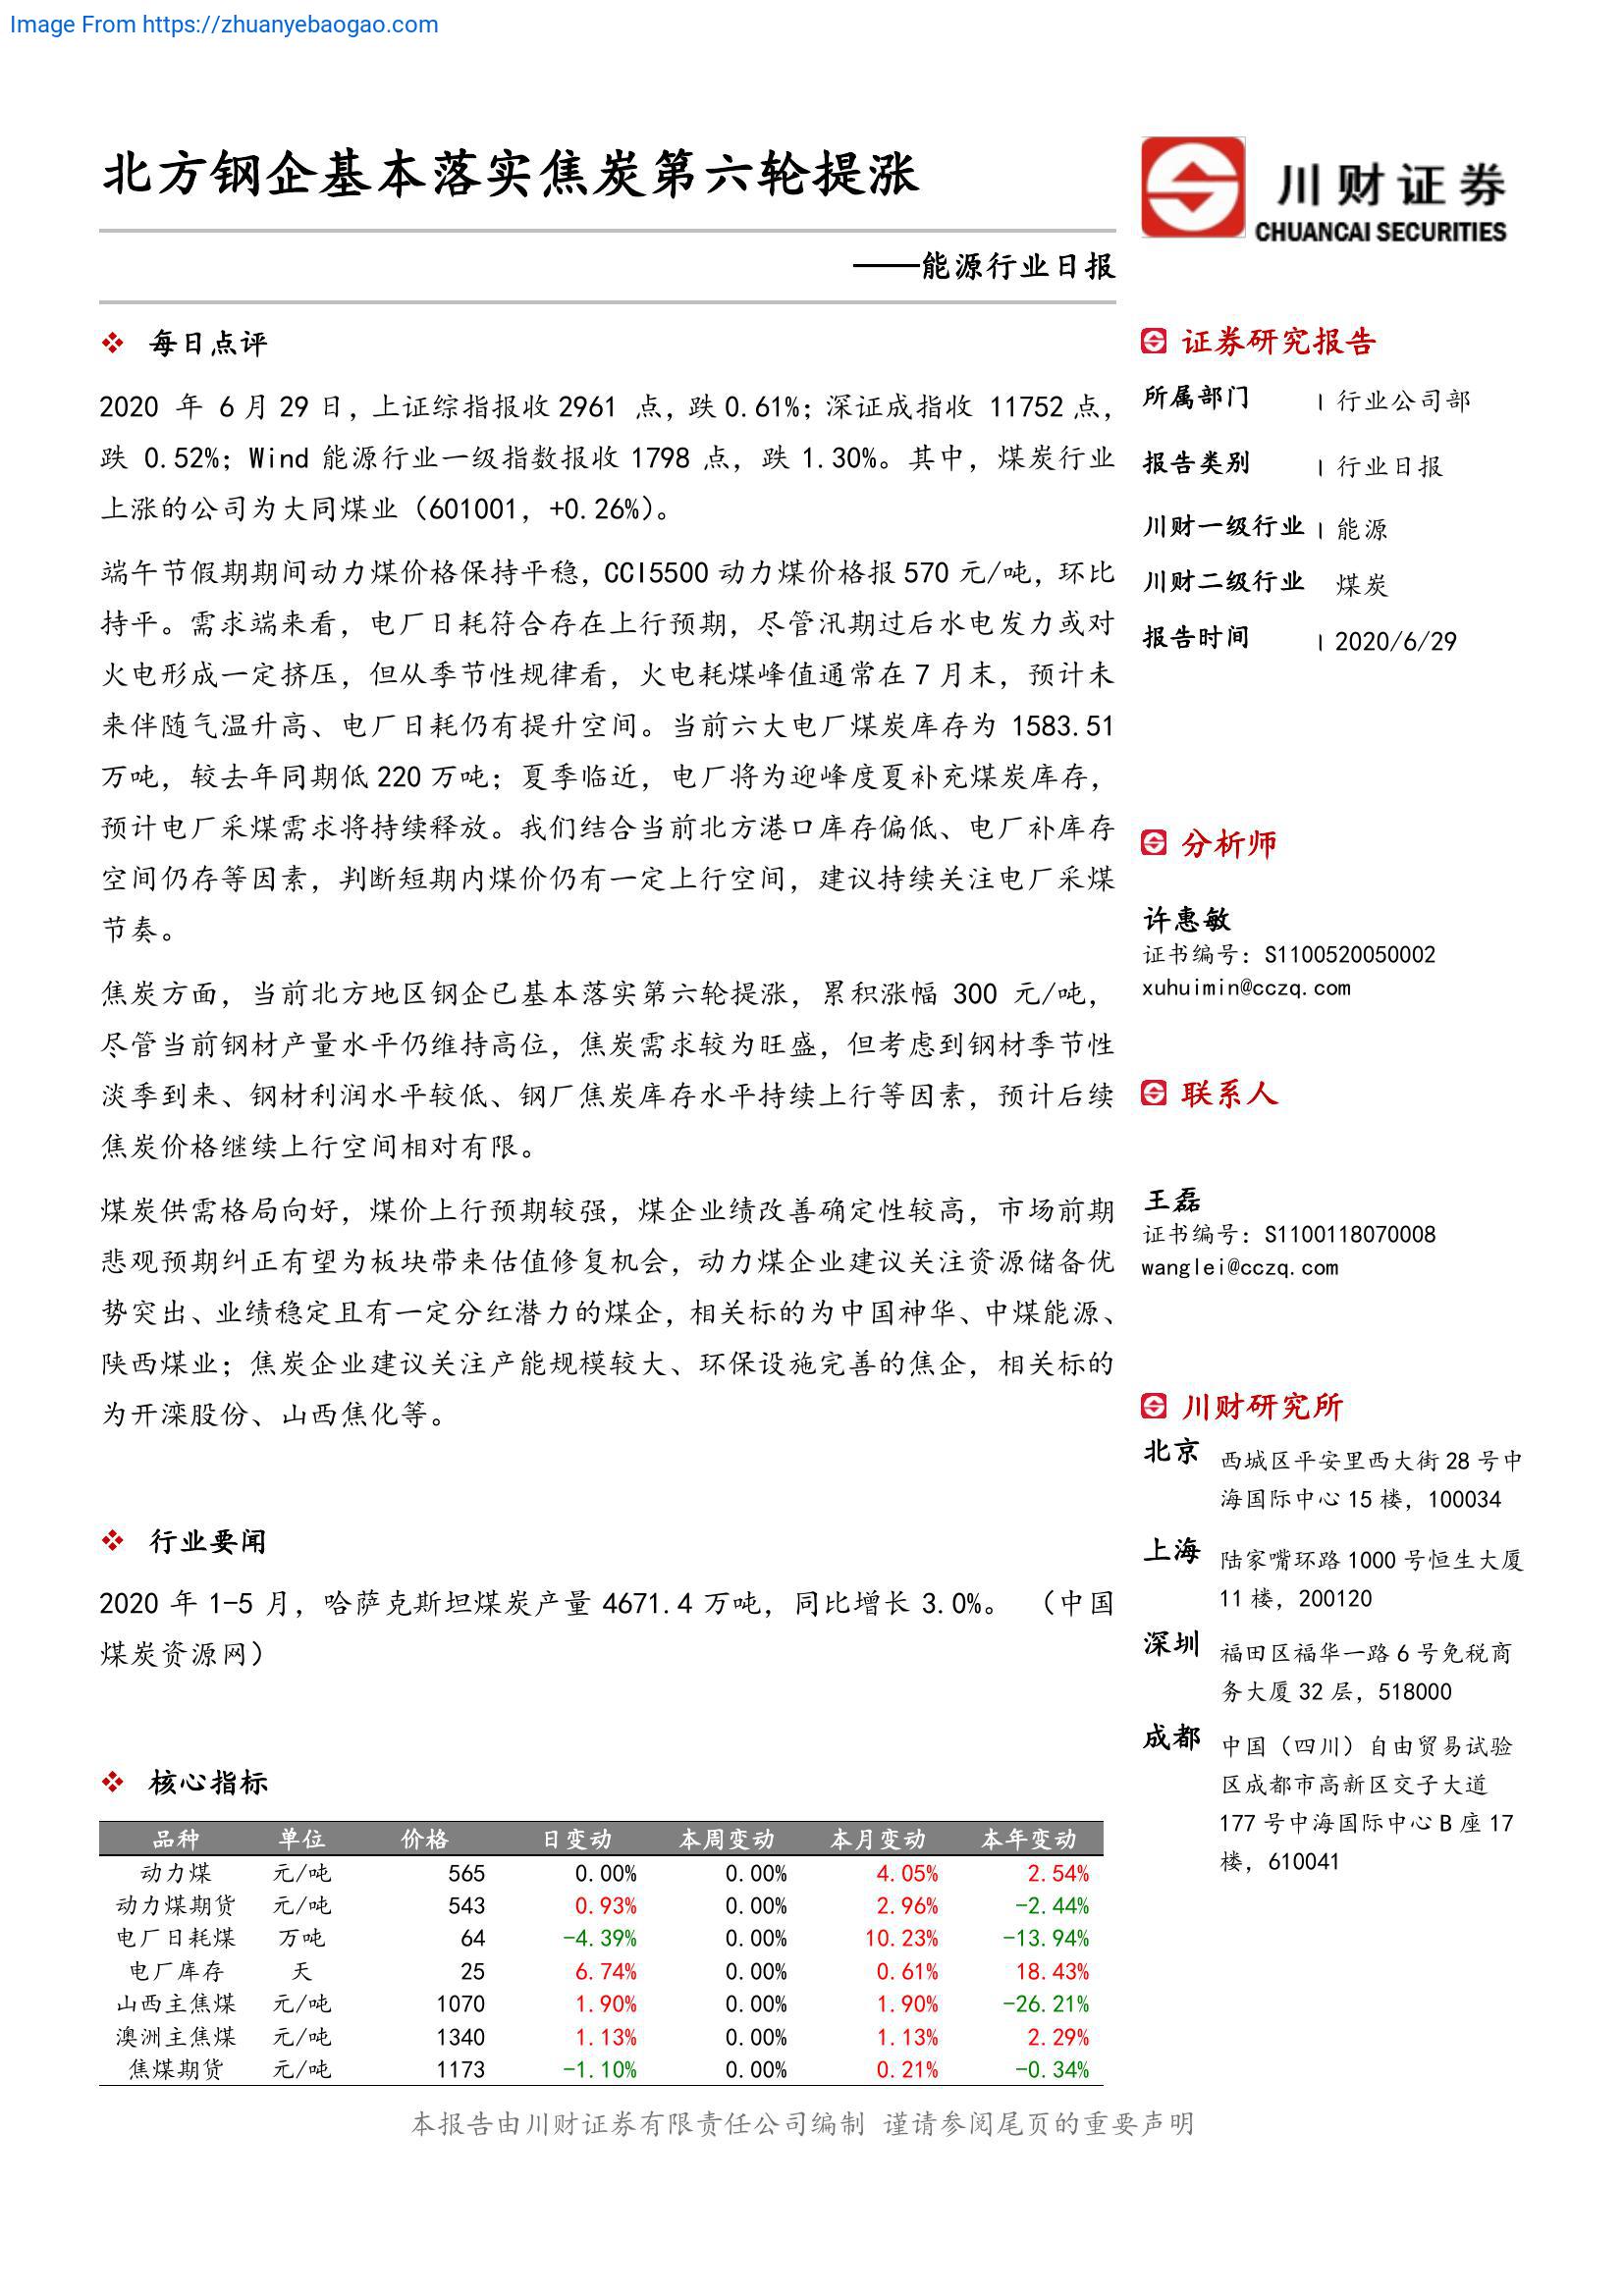 Image From https://zhuanyebaogao.com
北方钢企基本落实焦炭第六轮提涨
——能源行业日报
川财证券
CHUANCAI SECURITIES
❖ 每日点评
2020 年 6月29日,上证综指报收2961 点,跌0.61%;深证成指收 11752点,
跌 0.52%;Wind 能源行业一级指数报收 1798 点,跌 1.30%。其中,煤炭行业
上涨的公司为大同煤业(601001,+0.26%)。
端午节假期期间动力煤价格保持平稳,CCI5500动力煤价格报570元/吨,环比
持平。需求端来看,电厂日耗符合存在上行预期,尽管汛期过后水电发力或对
火电形成一定挤压,但从季节性规律看,火电耗煤峰值通常在7月末,预计未
来伴随气温升高、电厂日耗仍有提升空间。当前六大电厂煤炭库存为 1583.51
万吨,较去年同期低220万吨;夏季临近,电厂将为迎峰度夏补充煤炭库存,
预计电厂采煤需求将持续释放。我们结合当前北方港口库存偏低、电厂补库存
空间仍存等因素,判断短期内煤价仍有一定上行空间,建议持续关注电厂采煤
节奏。
焦炭方面,当前北方地区钢企已基本落实第六轮提涨,累积涨幅 300 元/吨,
尽管当前钢材产量水平仍维持高位,焦炭需求较为旺盛,但考虑到钢材季节性
淡季到来、钢材利润水平较低、钢厂焦炭库存水平持续上行等因素,预计后续
焦炭价格继续上行空间相对有限。
煤炭供需格局向好,煤价上行预期较强,煤企业绩改善确定性较高,市场前期
悲观预期纠正有望为板块带来估值修复机会,动力煤企业建议关注资源储备优
势突出、业绩稳定且有一定分红潜力的煤企,相关标的为中国神华、中煤能源、
陕西煤业;焦炭企业建议关注产能规模较大、环保设施完善的焦企,相关标的
为开滦股份、山西焦化等。
❖ 行业要闻
2020 年1-5 月,哈萨克斯坦煤炭产量 4671.4 万吨,同比增长 3.0%。 (中国
煤炭资源网)
❖ 核心指标
品种 单位 价格 日变动 本周变动 本月变动 本年变动
动力煤 元/吨 565 0.00% 0.00% 4.05% 2.54%
动力煤期货 元/吨 543 0.93% 0.00% 2.96% -2.44%
电厂日耗煤 万吨 64 -4.39% 0.00% 10.23% -13.94%
电厂库存 天 25 6.74% 0.00% 0.61% 18.43%
山西主焦煤 元/吨 1070 1.90% 0.00% 1.90% -26.21%
澳洲主焦煤 元/吨 1340 1.13% 0.00% 1.13% 2.29%
焦煤期货 元/吨 1173 -1.10% 0.00% 0.21% -0.34%
证券研究报告
所属部门 | 行业公司部
报告类别 | 行业日报
川财一级行业 | 能源
川财二级行业 煤炭
报告时间 | 2020/6/29
分析师
许惠敏
证书编号:S1100520050002
xuhuimin@cczq.com
联系人
王磊
证书编号:S1100118070008
wanglei@cczq.com
川财研究所
北京 西城区平安里西大街28号中
海国际中心15楼,100034
上海 陆家嘴环路1000号恒生大厦
11楼,200120
深圳 福田区福华一路6号免税商
务大厦32层,518000
成都 中国(四川)自由贸易试验
区成都市高新区交子大道
177号中海国际中心B座17
楼,610041
本报告由川财证券有限责任公司编制 谨请参阅尾页的重要声明